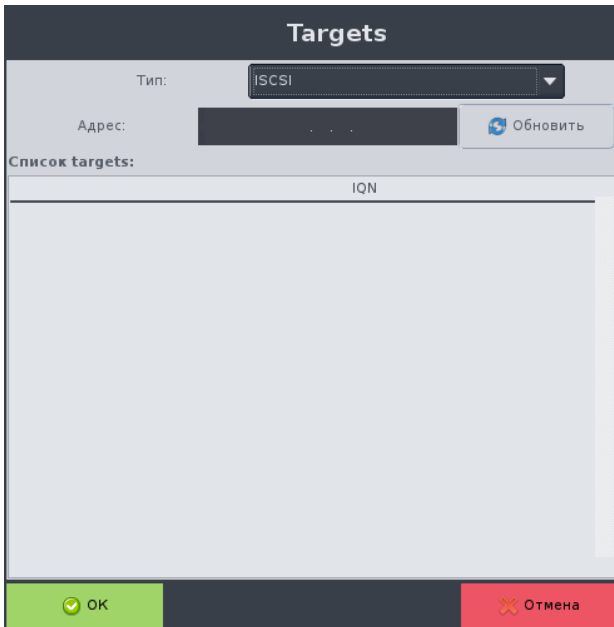 Targets
Тип: ISCSI
Адрес: . . . Обновить
Список targets:
IQN
OK Отмена